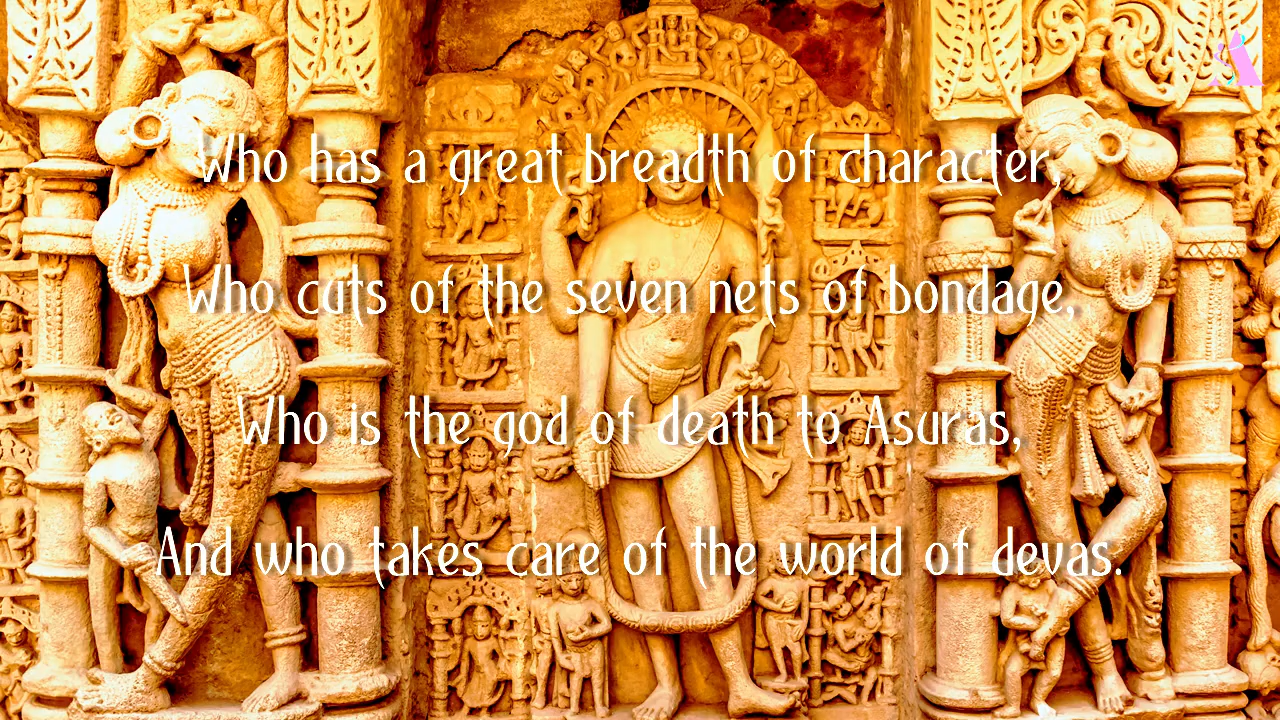 Who has a great breadth of character,
Who cuts of the seven nets of bondage,
Who is the god of death to Asuras,
And who takes care of the world of devas.